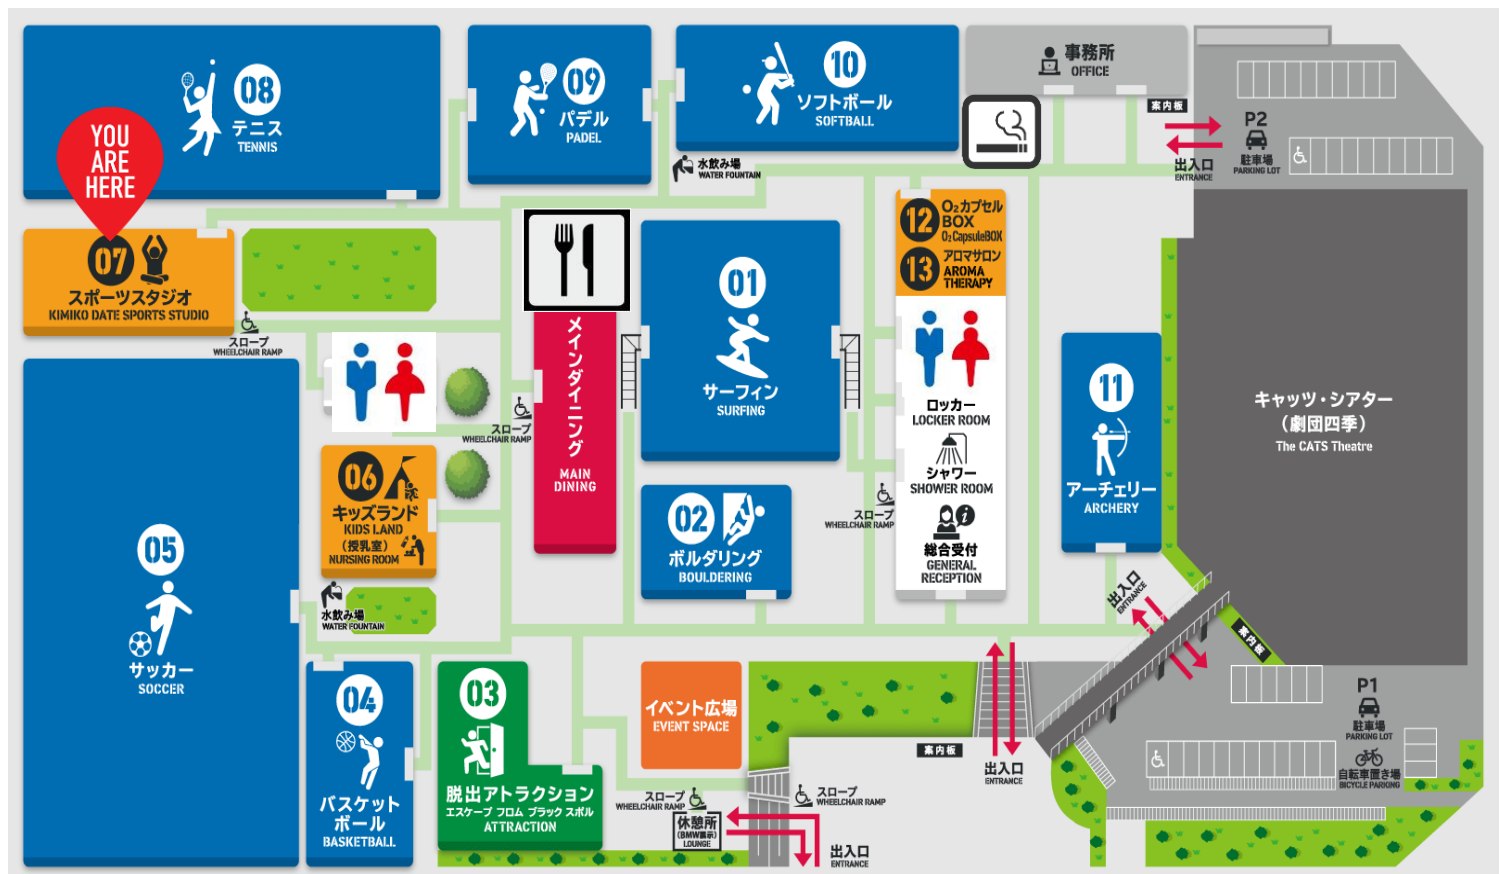 08
テニス
TENNIS
YOU
ARE
HERE
09
パデル
PADEL
10
ソフトボール
SOFTBALL
事務所
OFFICE
案内板
P2
駐車場
PARKING LOT
出入口
ENTRANCE
水飲み場
WATER FOUNTAIN
07
スポーツスタジオ
KIMIKO DATE SPORTS STUDIO
スロープ
WHEELCHAIR RAMP
12
O₂カプセル
BOX
O₂CapsuleBOX
13
アロマサロン
AROMA
THERAPY
01
サーフィン
SURFING
メインダイニング
MAIN
DINING
スロープ
WHEELCHAIR RAMP
ロッカー
LOCKER ROOM
シャワー
SHOWER ROOM
総合受付
GENERAL
RECEPTION
スロープ
WHEELCHAIR RAMP
11
アーチェリー
ARCHERY
キャッツ・シアター
（劇団四季）
The CATS Theatre
06
キッズランド
KIDS LAND
（授乳室）
NURSING ROOM
02
ボルダリング
BOULDERING
05
サッカー
SOCCER
水飲み場
WATER FOUNTAIN
出入口
ENTRANCE
案内板
04
バスケット
ボール
BASKETBALL
03
脱出アトラクション
エスケープ フロム ブラック スポル
ATTRACTION
イベント広場
EVENT SPACE
案内板
出入口
ENTRANCE
P1
駐車場
PARKING LOT
自転車置き場
BICYCLE PARKING
スロープ
WHEELCHAIR RAMP
スロープ
WHEELCHAIR RAMP
休憩所
(BMW展示)
LOUNGE
出入口
ENTRANCE